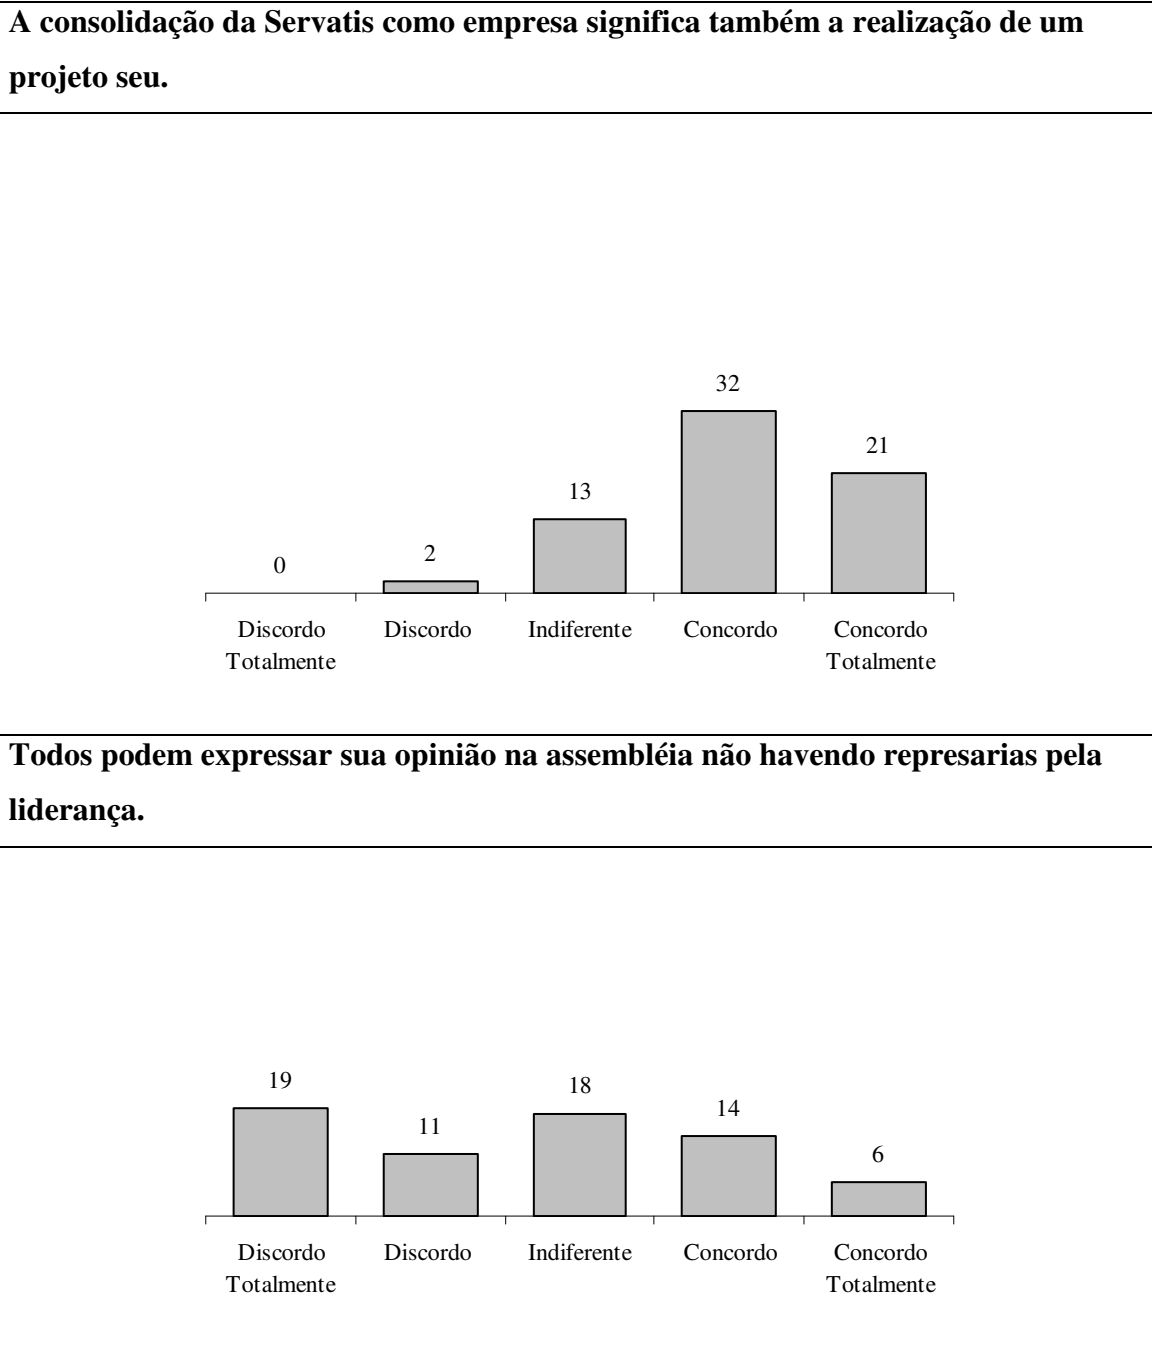 A consolidação da Servatis como empresa significa também a realização de um
projeto seu.
32
21
13
2
0
Discordo Discordo Indiferente Concordo Concordo
Totalmente Totalmente
Todos podem expressar sua opinião na assembléia não havendo represarias pela
liderança.
19
18
14
11
6
Discordo Discordo Indiferente Concordo Concordo
Totalmente Totalmente